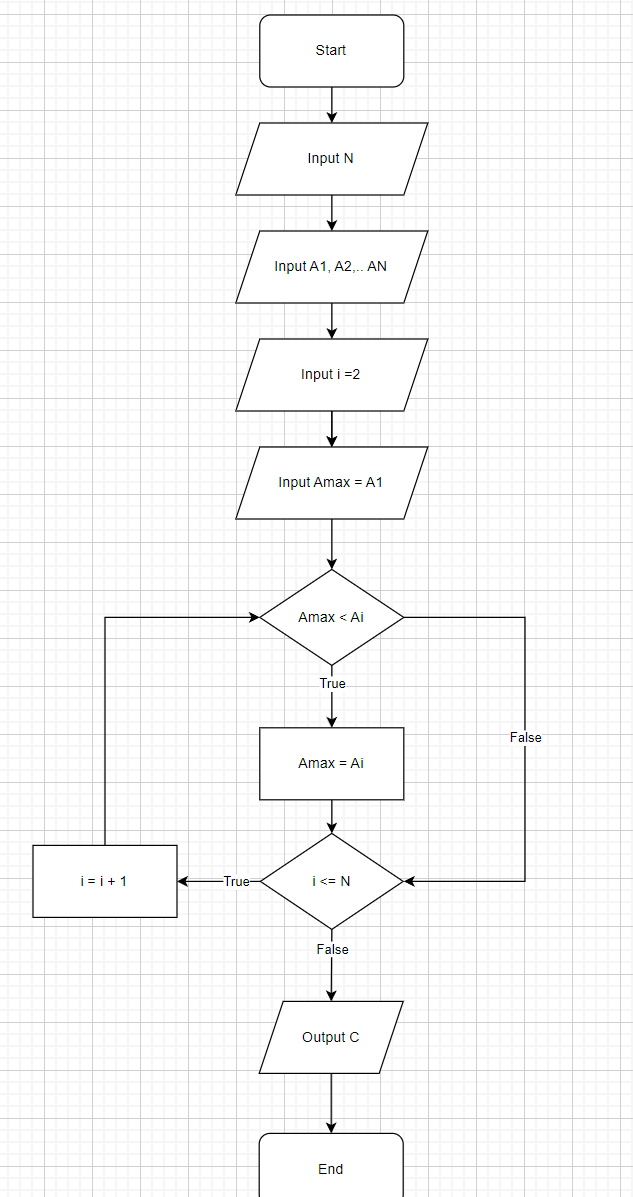 Start
Input N
Input A1, A2,.. AN
Input i =2
Input Amax = A1
Amax < Ai
True
False
Amax = Ai
i = i + 1
True
i <= N
False
Output C
End